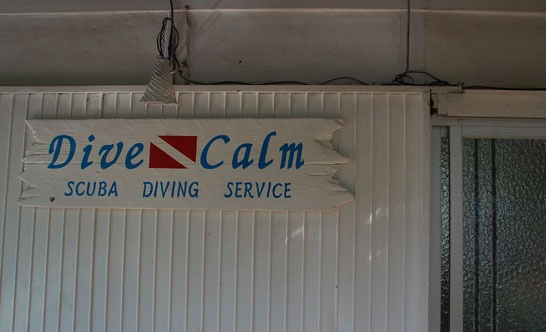 Dive Calm
SCUBA DIVING SERVICE